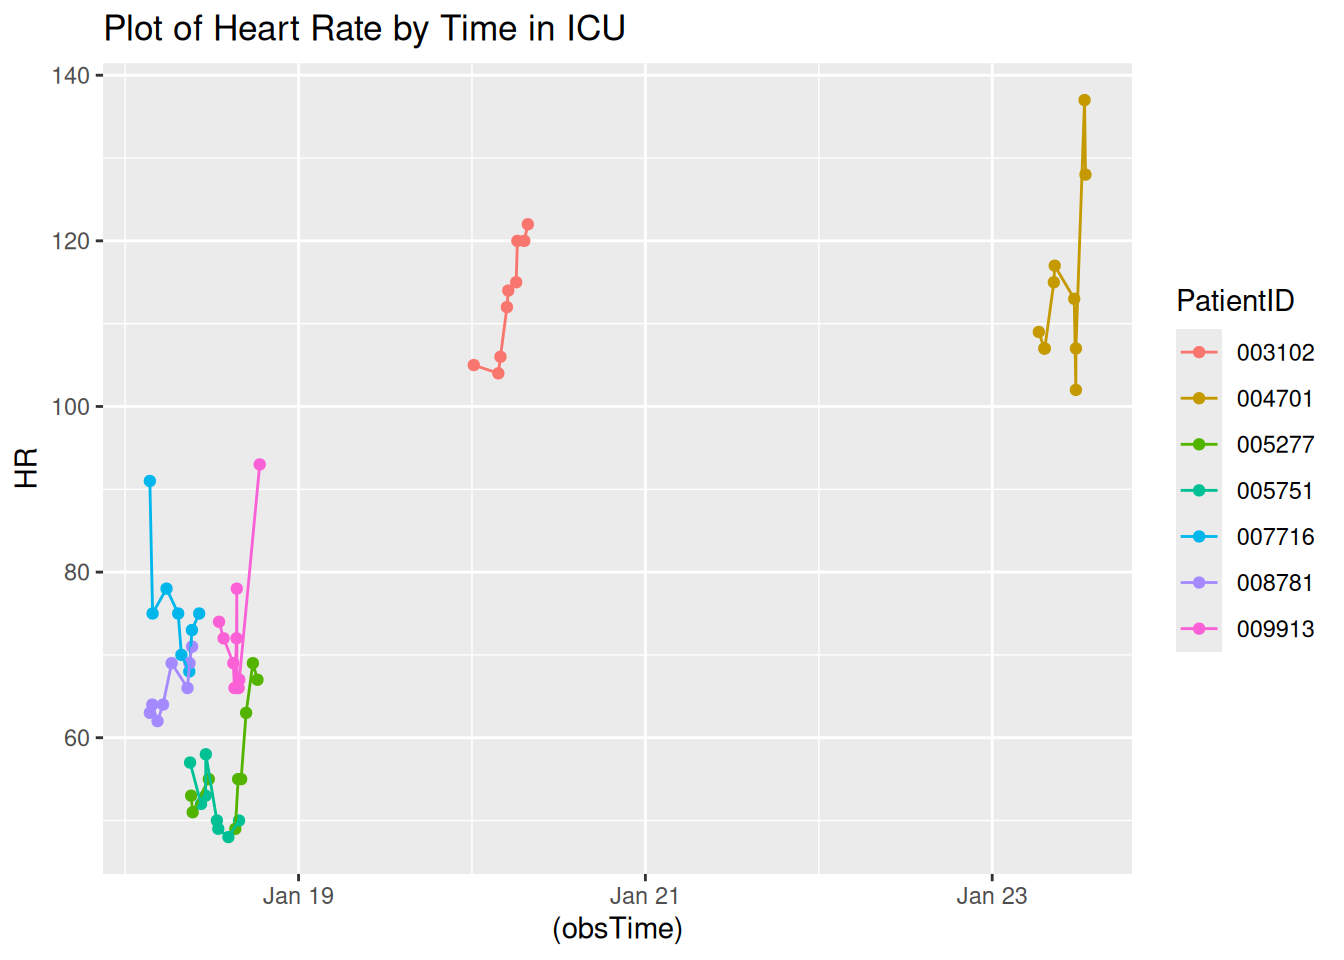 Plot of Heart Rate by Time in ICU
140
120
100
80
60
HR
Jan 19
Jan 21
Jan 23
(obsTime)
PatientID
003102
004701
005277
005751
007716
008781
009913